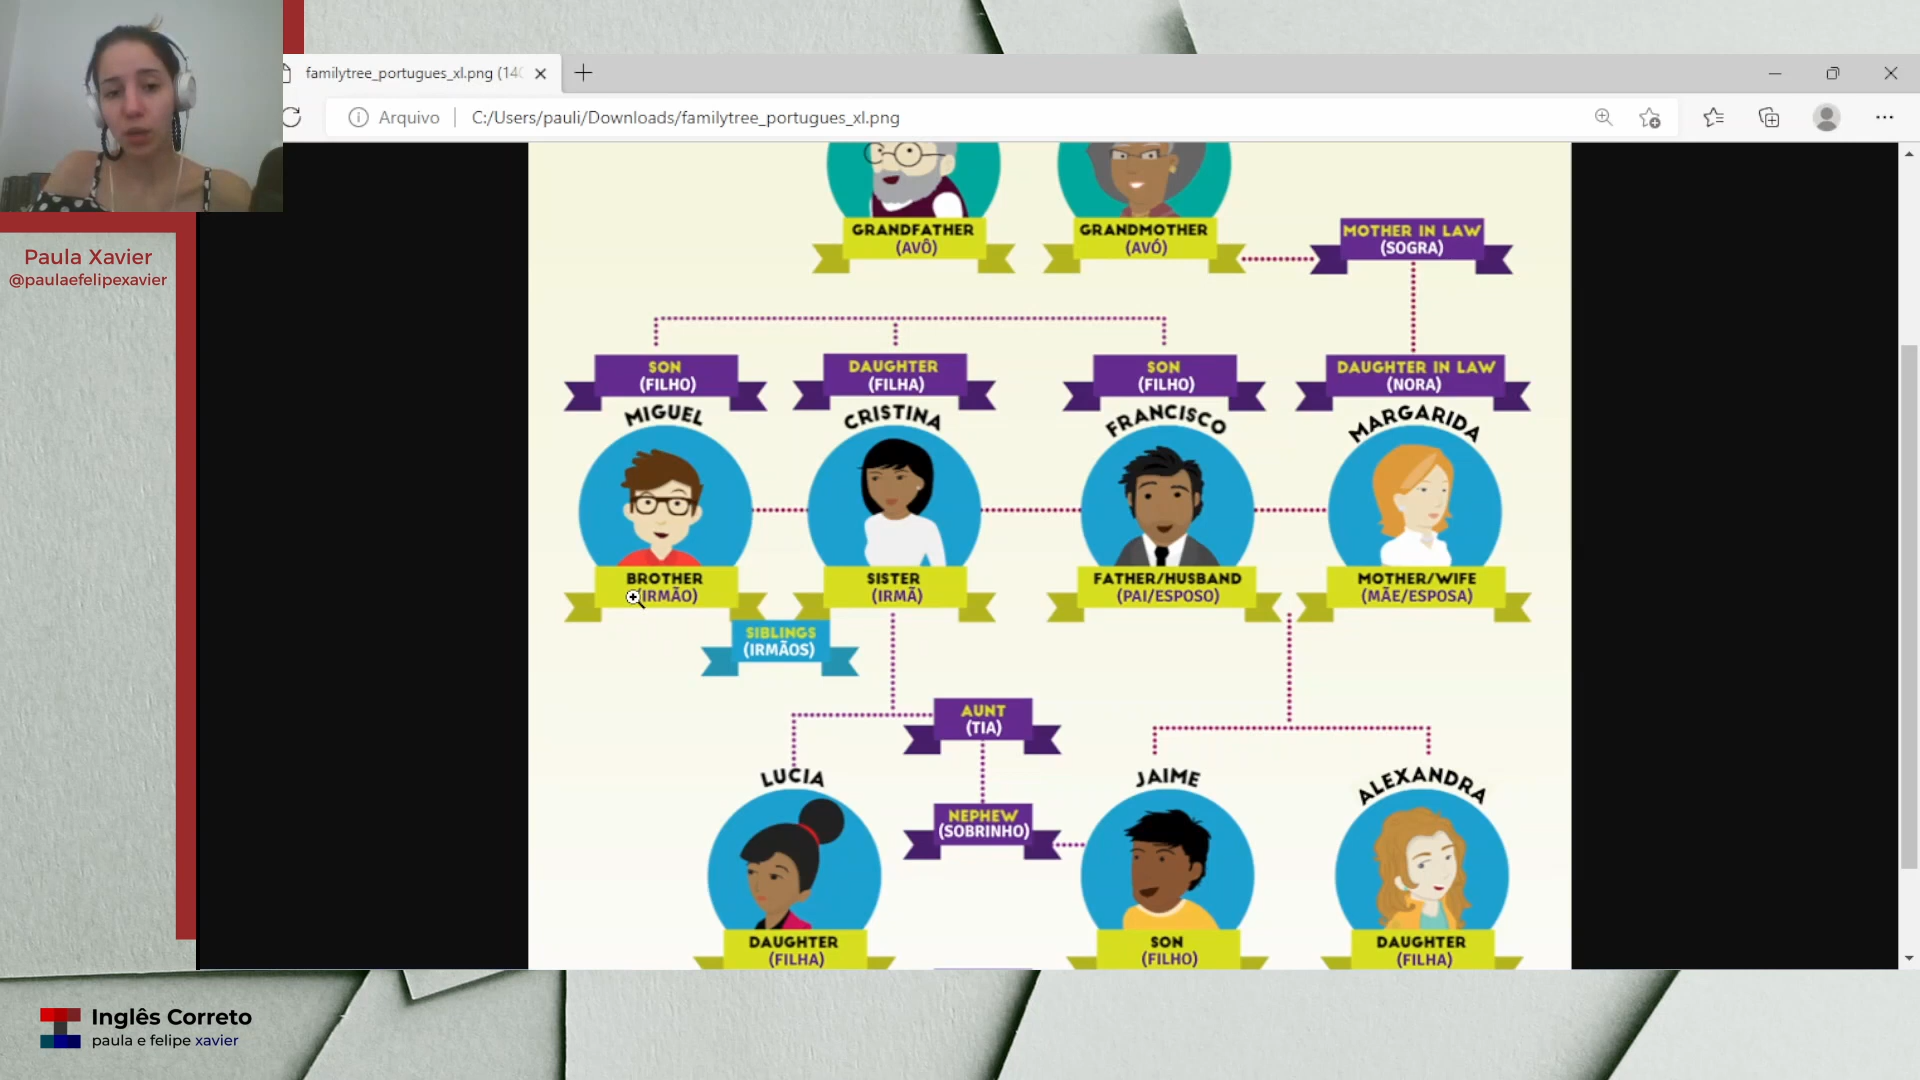 familytree_portugues_xl.png (140
Arquivo
C:/Users/pauli/Downloads/familytree_portugues_xl.png
Paula Xavier
@paulaefelipexavier
GRANDFATHER
(AVÔ)
GRANDMOTHER
(AVÓ)
MOTHER IN LAW
(SOGRA)
SON
(FILHO)
DAUGHTER
(FILHA)
SON
(FILHO)
DAUGHTER IN LAW
(NORA)
MIGUEL
CRISTINA
FRANCISCO
MARGARIDA
BROTHER
(IRMÃO)
SISTER
(IRMÃ)
FATHER/HUSBAND
(PAI/ESPOSO)
MOTHER/WIFE
(MÃE/ESPOSA)
SIBLINGS
(IRMÃOS)
AUNT
(TIA)
LUCIA
JAIME
ALEXANDRA
NEPHEW
(SOBRINHO)
DAUGHTER
(FILHA)
SON
(FILHO)
DAUGHTER
(FILHA)
Inglês Correto
paula e felipe xavier